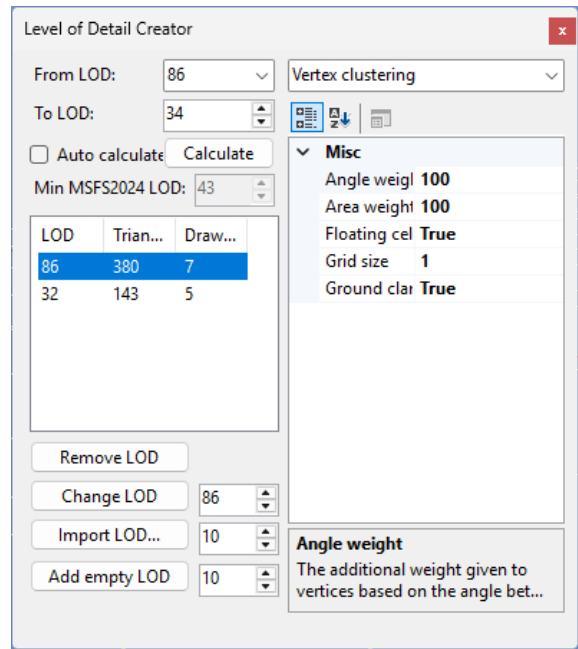 Level of Detail Creator
x
From LOD: 86
Vertex clustering
To LOD: 34
Auto calculate Calculate
Min MSFS2024 LOD: 43
LOD Trian... Draw...
86 380 7
32 143 5
Remove LOD
Change LOD 86
Import LOD... 10
Add empty LOD 10
A
Z
Misc
Angle weigl 100
Area weight 100
Floating cel True
Grid size 1
Ground clar True
Angle weight
The additional weight given to
vertices based on the angle bet...